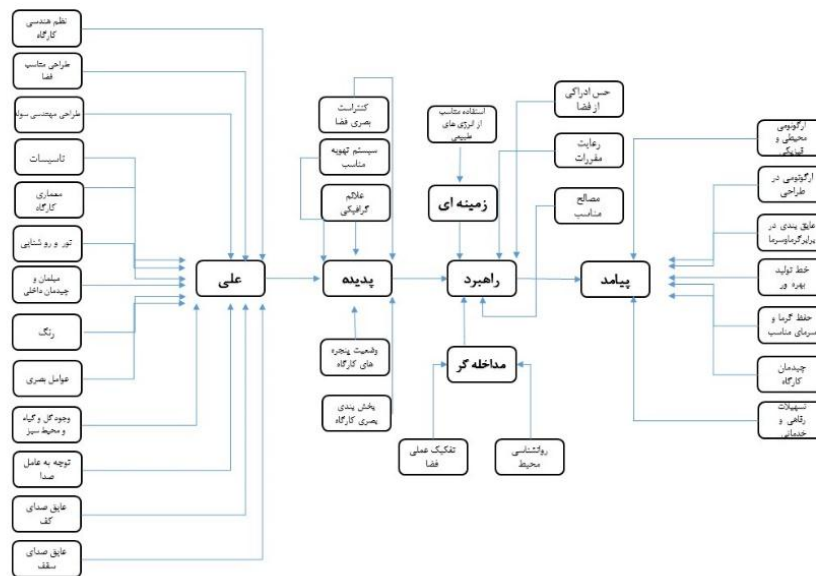 نظم هندسی
کارگاه
طراحی متناسب
فضا
طراحی مهندسی سوله
تاسیسات
معماری
کارگاه
نور و روشنایی
مبلمان و
چیدمان داخلی
رنگ
عوامل بصری
وجود گل و گیاه
و محیط سبز
توجه به عامل
صدا
عایق صدای
کف
عایق صدای
سقف
علی
کنتراست
بصری فضا
سیستم تهویه
مناسب
علائم
گرافیکی
پدیده
وضعیت پنجره
های کارگاه
پخش بندی
بصری کارگاه
استفاده متناسب
از انرژی های
طبیعی
زمینه ای
راهبرد
مداخله گر
تفکیک عملی
فضا
روانشناسی
محیط
حس ادراکی
از فضا
رعایت
مقررات
مصالح
مناسب
پیامد
ارگونومی
محیطی و
فیزیکی
ارگونومی در
طراحی
عایق بندی در
برابرگرماوسرما
خط تولید
بهره ور
حفظ گرما و
سرمای مناسب
چیدمان
کارگاه
تسهیلات
رفاهی و
خدماتی